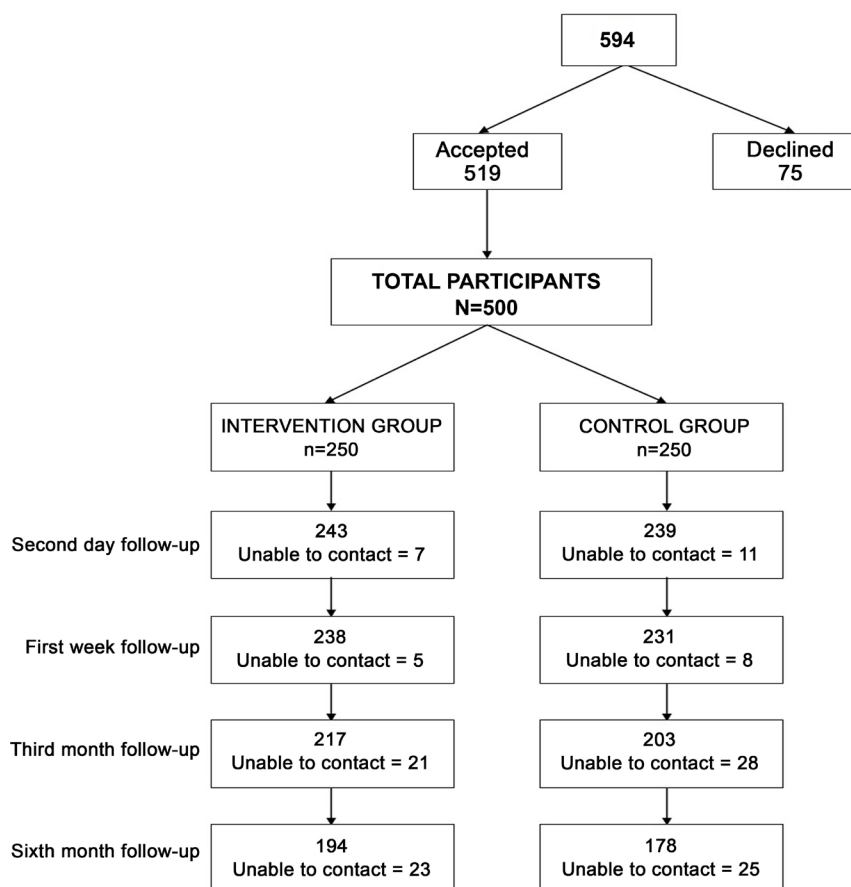 594
Accepted
519
Declined
75
TOTAL PARTICIPANTS
N=500
INTERVENTION GROUP
n=250
CONTROL GROUP
n=250
Second day follow-up
243
Unable to contact = 7
239
Unable to contact = 11
First week follow-up
238
Unable to contact = 5
231
Unable to contact = 8
Third month follow-up
217
Unable to contact = 21
203
Unable to contact = 28
Sixth month follow-up
194
Unable to contact = 23
178
Unable to contact = 25